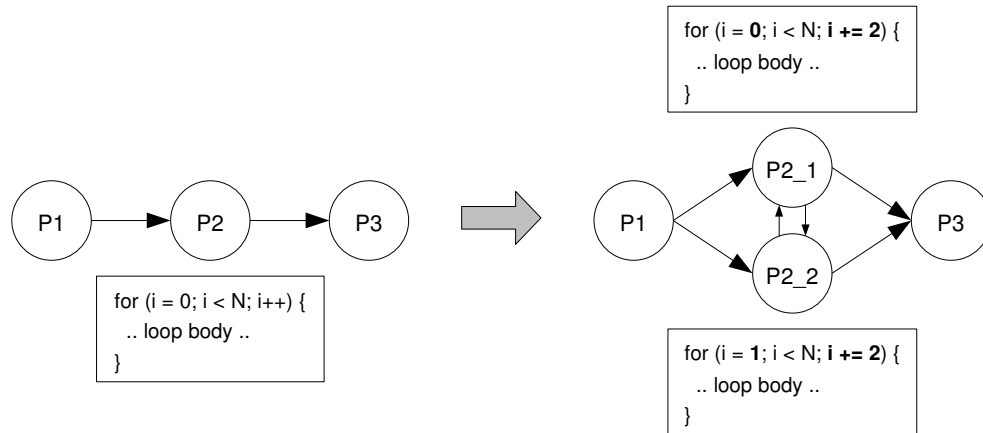 for (i = 0; i < N; i += 2) {
.. loop body ..
}
P2_1
P1
P2
P3
P1
P3
P2_2
for (i = 0; i < N; i++) {
.. loop body ..
}
for (i = 1; i < N; i += 2) {
.. loop body ..
}